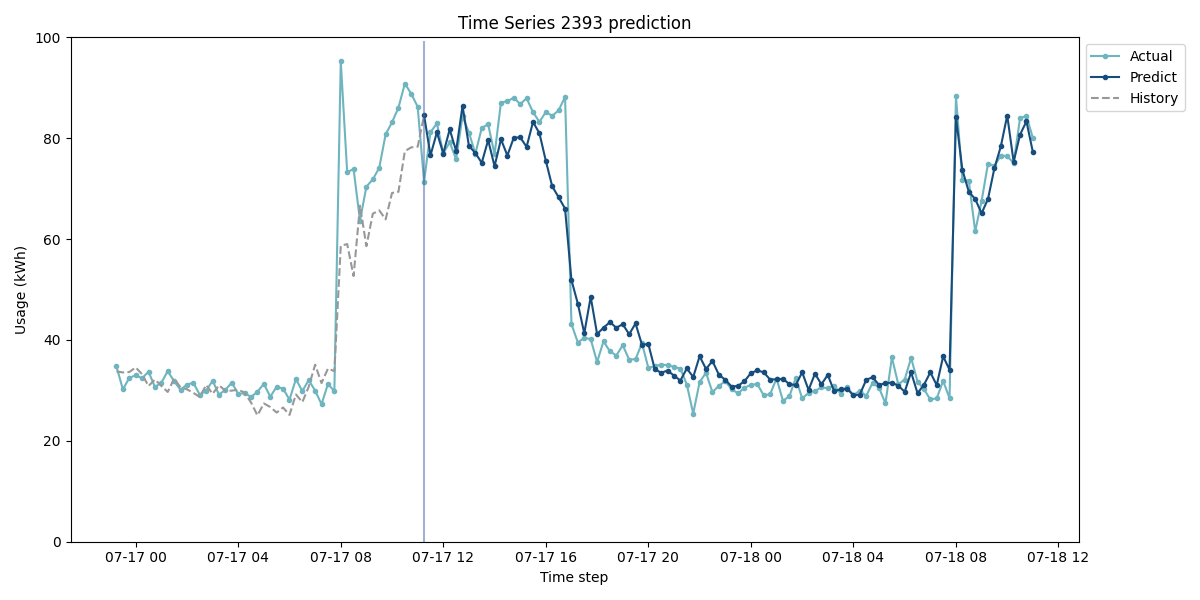 Time Series 2393 prediction
Actual
Predict
History
Usage (kWh)
100
80
60
40
20
0
07-17 00
07-17 04
07-17 08
07-17 12
07-17 16
07-17 20
07-18 00
07-18 04
07-18 08
07-18 12
Time step